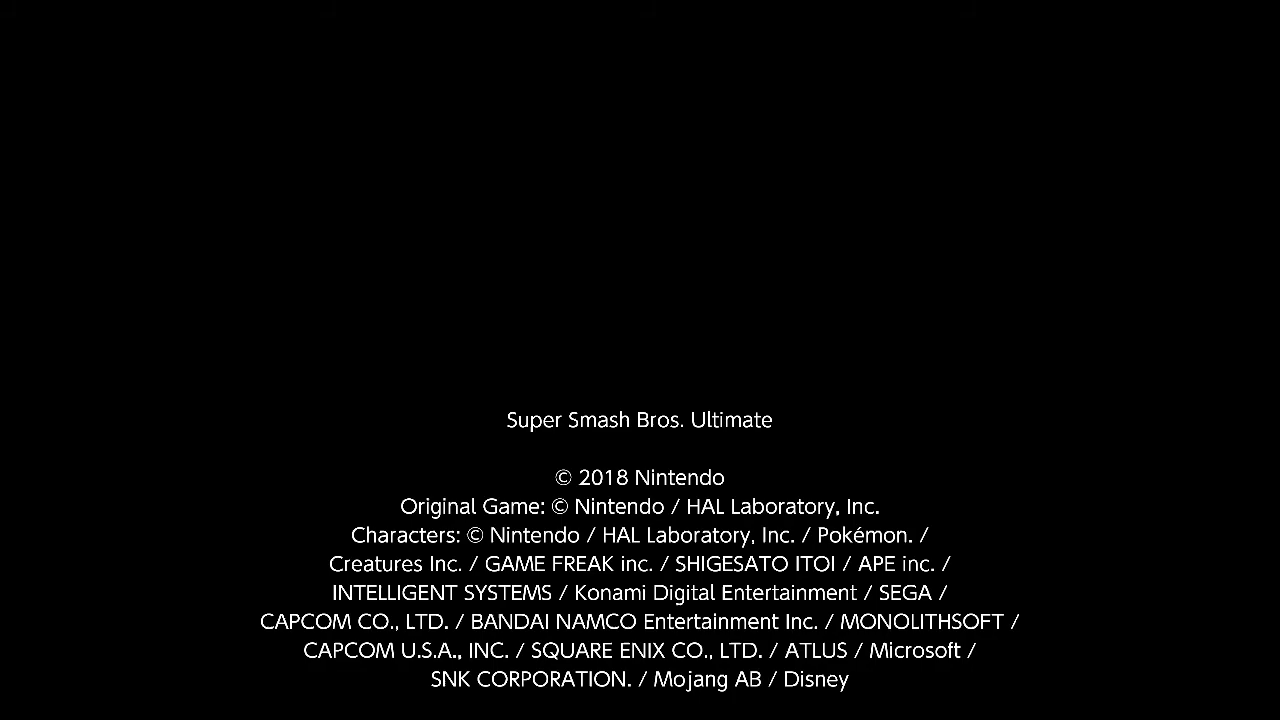 Super Smash Bros. Ultimate
© 2018 Nintendo
Original Game: © Nintendo / HAL Laboratory, Inc.
Characters: © Nintendo / HAL Laboratory, Inc. / Pokémon. /
Creatures Inc. / GAME FREAK inc. / SHIGESATO ITOI / APE inc. /
INTELLIGENT SYSTEMS / Konami Digital Entertainment / SEGA /
CAPCOM CO., LTD. / BANDAI NAMCO Entertainment Inc. / MONOLITHSOFT /
CAPCOM U.S.A., INC. / SQUARE ENIX CO., LTD. / ATLUS / Microsoft /
SNK CORPORATION. / Mojang AB / Disney